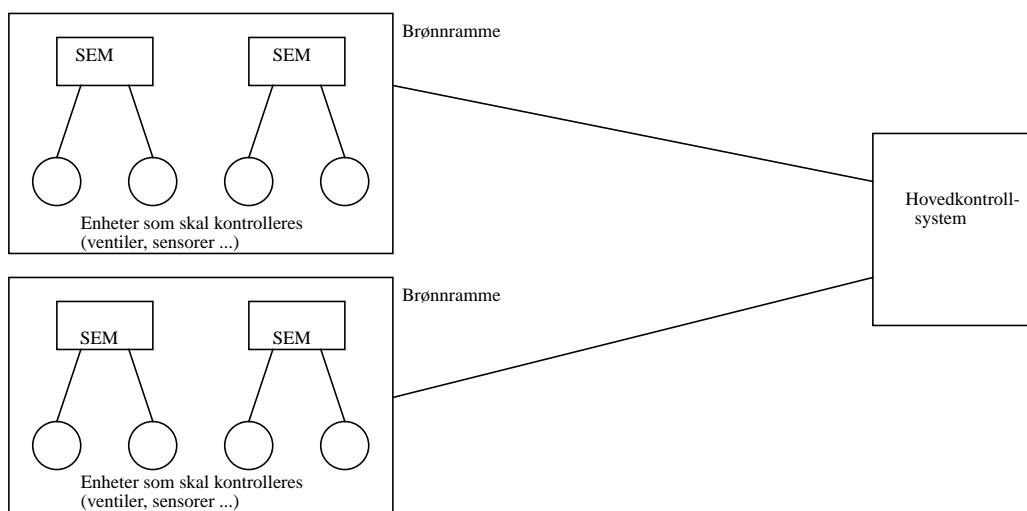 Brønnramme
SEM
SEM
Enheter som skal kontrolleres
(ventiler, sensorer ...)
Hovedkontroll-
system
Brønnramme
SEM
SEM
Enheter som skal kontrolleres
(ventiler, sensorer ...)